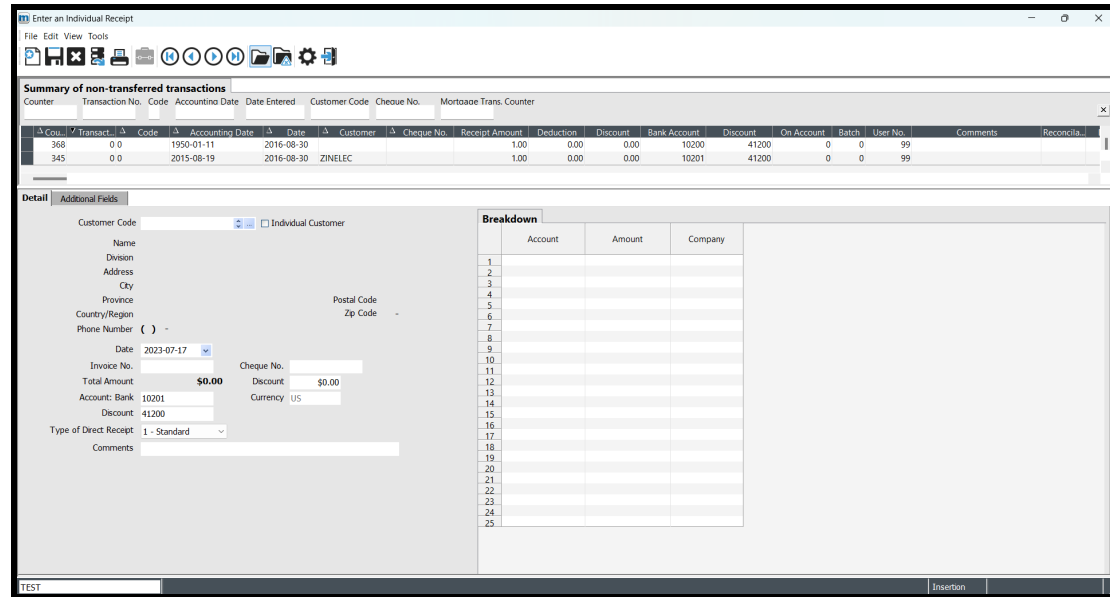 m Enter an Individual Receipt
File Edit View Tools
Summary of non-transferred transactions
Counter Transaction No. Code Accounting Date Date Entered Customer Code Cheque No. Mortgage Trans. Counter
Cou... Transact... Code Accounting Date Date Customer Cheque No. Receipt Amount Deduction Discount Bank Account Discount On Account Batch User No. Comments Reconcila...
368 0 0 1950-01-11 2016-08-30 1.00 0.00 0.00 10200 41200 0 0 99
345 0 0 2015-08-19 2016-08-30 ZINELEC 1.00 0.00 0.00 10201 41200 0 0 99
Detail Additional Fields
Customer Code ... Individual Customer
Name
Division
Address
City
Province Postal Code
Country/Region Zip Code -
Phone Number ( ) -
Date 2023-07-17
Invoice No. Cheque No.
Total Amount $0.00 Discount $0.00
Account: Bank 10201 Currency US
Discount 41200
Type of Direct Receipt 1 - Standard
Comments
Breakdown
Account Amount Company
1
2
3
4
5
6
7
8
9
10
11
12
13
14
15
16
17
18
19
20
21
22
23
24
25
TEST Insertion